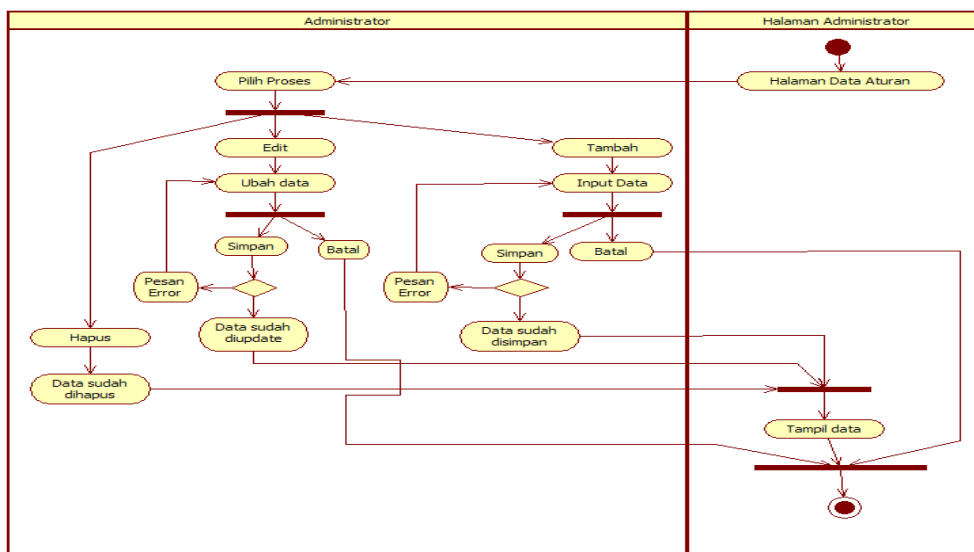 Administrator
Halaman Administrator
Pilih Proses
Halaman Data Aturan
Edit
Tambah
Ubah data
Input Data
Simpan
Batal
Simpan
Batal
Pesan
Error
Pesan
Error
Hapus
Data sudah
diupdate
Data sudah
disimpan
Data sudah
dihapus
Tampil data